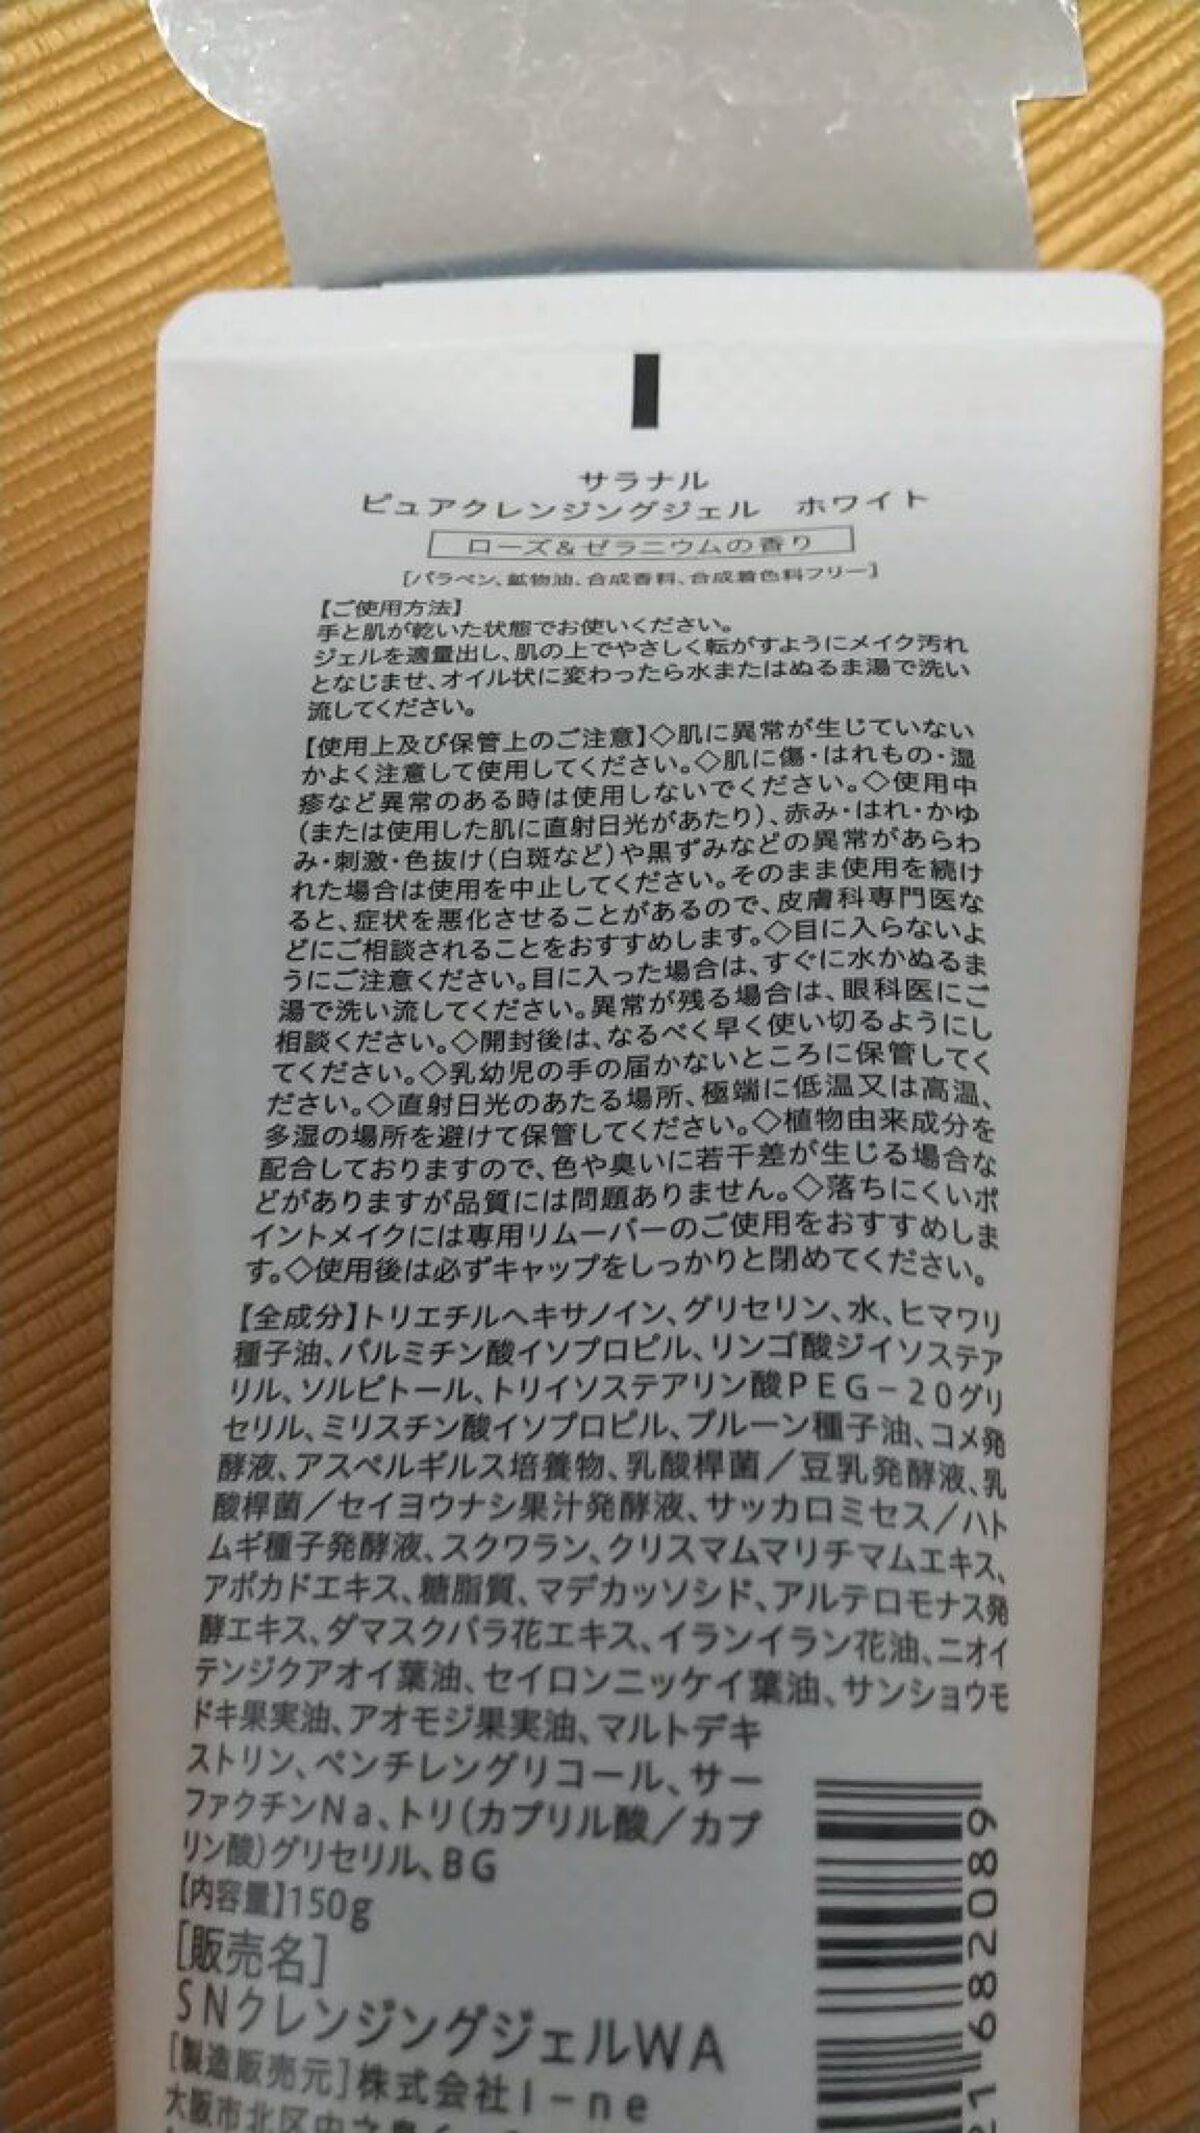 サラナル
ピュアクレンジングジェル ホワイト
ローズ&ゼラニウムの香り
[パラベン、鉱物油、合成香料、合成着色料フリー]
【ご使用方法】
手と肌が乾いた状態でお使いください。
ジェルを適量出し、肌の上でやさしく転がすようにメイク汚れ
となじませ、オイル状に変わったら水またはぬるま湯で洗い
流してください。
【使用上及び保管上のご注意】◇肌に異常が生じていない
かよく注意して使用してください。◇肌に傷・はれもの・湿
疹など異常のある時は使用しないでください。◇使用中
(または使用した肌に直射日光があたり)、赤み・はれ・かゆ
み・刺激・色抜け(白斑など)や黒ずみなどの異常があらわ
れた場合は使用を中止してください。そのまま使用を続け
ると、症状を悪化させることがあるので、皮膚科専門医な
どにご相談されることをおすすめします。◇目に入らないよ
うにご注意ください。目に入った場合は、すぐに水かぬるま
湯で洗い流してください。異常が残る場合は、眼科医にご
相談ください。◇開封後は、なるべく早く使い切るようにし
てください。◇乳幼児の手の届かないところに保管してく
ださい。◇直射日光のあたる場所、極端に低温又は高温、
多湿の場所を避けて保管してください。◇植物由来成分を
配合しておりますので、色や臭いに若干差が生じる場合な
どがありますが品質には問題ありません。◇落ちにくいポ
イントメイクには専用リムーバーのご使用をおすすめしま
す。◇使用後は必ずキャップをしっかりと閉めてください。
【全成分】トリエチルヘキサノイン、グリセリン、水、ヒマワリ
種子油、パルミチン酸イソプロピル、リンゴ酸ジイソステア
リル、ソルビトール、トリイソステアリン酸PEG-20グリ
セリル、ミリスチン酸イソプロピル、プルーン種子油、コメ発
酵液、アスペルギルス培養物、乳酸桿菌/豆乳発酵液、乳
酸桿菌/セイヨウナシ果汁発酵液、サッカロミセス/ハト
ムギ種子発酵液、スクワラン、クリスマムマリチマムエキス、
アボカドエキス、糖脂質、マデカッソシド、アルテロモナス発
酵エキス、ダマスクバラ花エキス、イランイラン花油、ニオイ
テンジクアオイ葉油、セイロンニッケイ葉油、サンショウモ
ドキ果実油、アオモジ果実油、マルトデキ
ストリン、ペンチレングリコール、サー
ファクチンNa、トリ(カプリル酸/カプ
リン酸)グリセリル、BG
【内容量】150g
[販売名]
SNクレンジングジェルWA
[製造販売元]株式会社I-ne
大阪市北区中之島
21682089